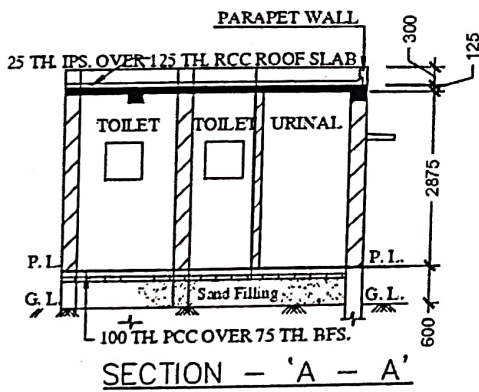 PARAPET WALL
25 TH. IPS. OVER 125 TH. RCC ROOF SLAB
300
125
TOILET TOILET URINAL
2875
P. L. P. L.
Sand Filling
G. L. G. L.
600
100 TH. PCC OVER 75 TH. BFS.
SECTION - 'A - A'